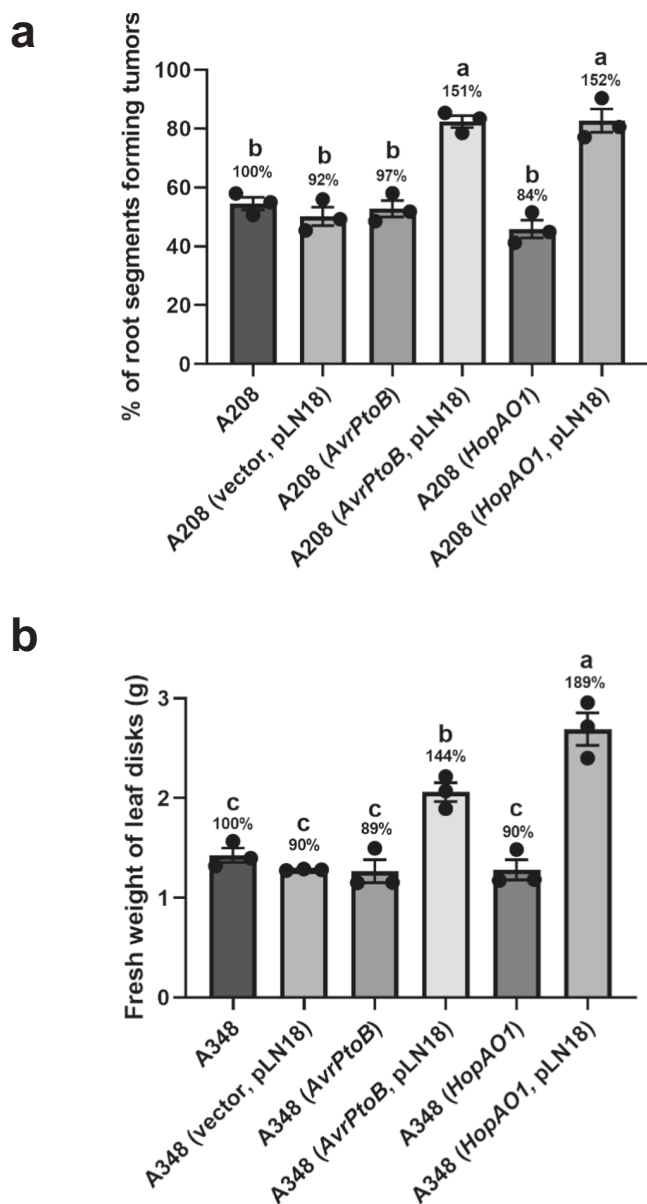 a
% of root segments forming tumors
100
80
60
40
20
0
b
100%
b
92%
b
97%
a
151%
b
84%
a
152%
A208
A208 (vector, pLN18)
A208 (AvrPtoB)
A208 (AvrPtoB, pLN18)
A208 (HopAO1)
A208 (HopAO1, pLN18)
b
Fresh weight of leaf disks (g)
3
2
1
0
c
100%
c
90%
c
89%
b
144%
c
90%
a
189%
A348
A348 (vector, pLN18)
A348 (AvrPtoB)
A348 (AvrPtoB, pLN18)
A348 (HopAO1)
A348 (HopAO1, pLN18)